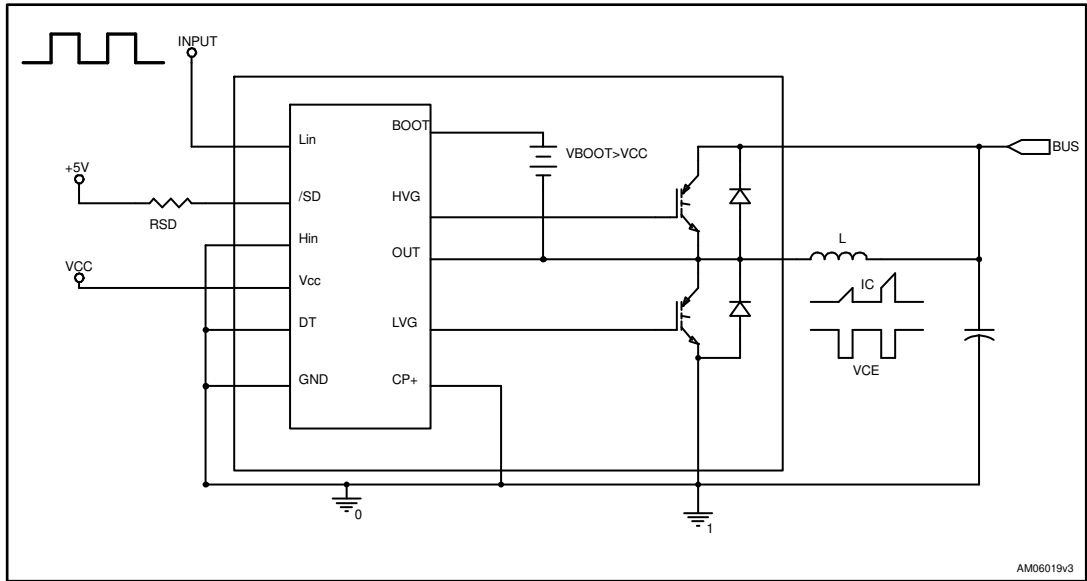 INPUT
Lin
BOOT
VBOOT>VCC
BUS
+5V
/SD
HVG
RSD
Hin
OUT
L
VCC
Vcc
IC
DT
LVG
VCE
GND
CP+
0
1
AM06019v3